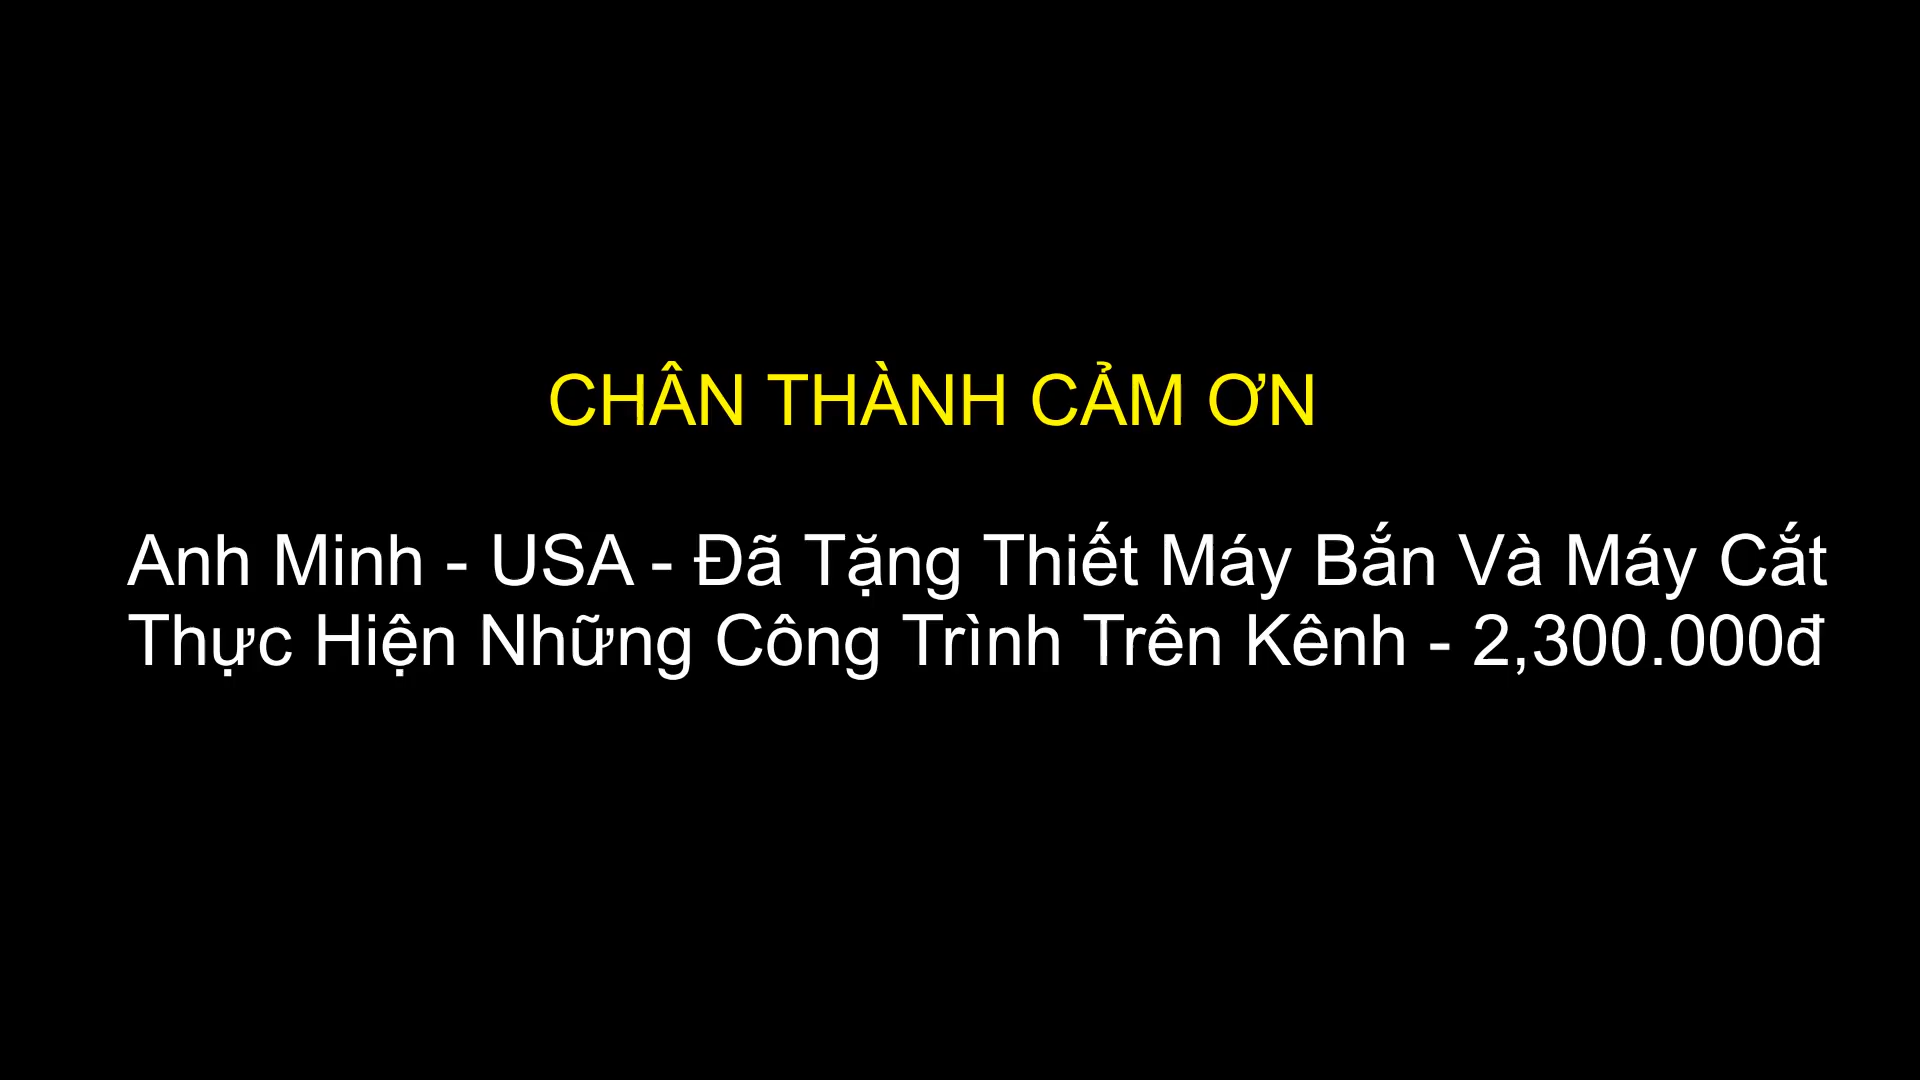 CHÂN THÀNH CẢM ƠN
Anh Minh - USA - Đã Tặng Thiết Máy Bắn Và Máy Cắt
Thực Hiện Những Công Trình Trên Kênh - 2,300.000đ